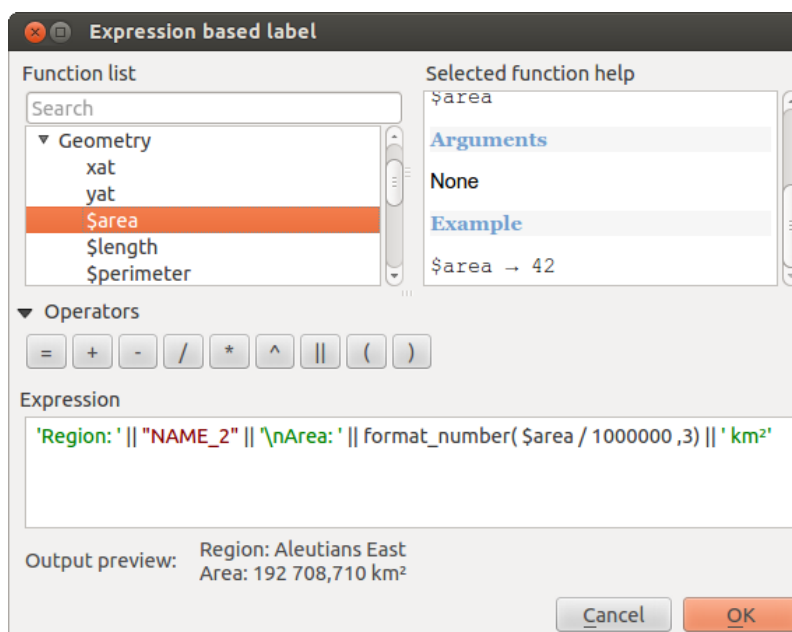 Expression based label
Function list
Search
Geometry
xat
yat
$area
$length
$perimeter
Selected function help
$area
Arguments
None
Example
$area → 42
Operators
= + - / * ^ || ( )
Expression
'Region: ' || "NAME_2" || '\nArea: ' || format_number( $area / 1000000 ,3) || ' km²'
Output preview:
Region: Aleutians East
Area: 192 708,710 km²
Cancel
OK